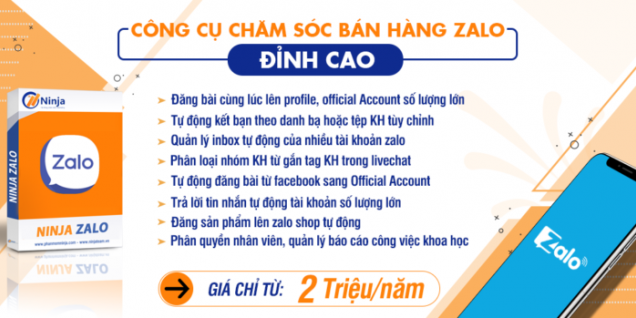 CÔNG CỤ CHĂM SÓC BÁN HÀNG ZALO
ĐỈNH CAO
Đăng bài cùng lúc lên profile, official Account số lượng lớn
Tự động kết bạn theo danh bạ hoặc tệp KH tùy chỉnh
Quản lý inbox tự động của nhiều tài khoản zalo
Phân loại nhóm KH từ gắn tag KH trong livechat
Tự động đăng bài từ facebook sang Official Account
Trả lời tin nhắn tự động tài khoản số lượng lớn
Đăng sản phẩm lên zalo shop tự động
Phân quyền nhân viên, quản lý báo cáo công việc khoa học
GIÁ CHỈ TỪ: 2 Triệu/năm
Ninja
Zalo
NINJA ZALO
NINJA ZALO
Zalo